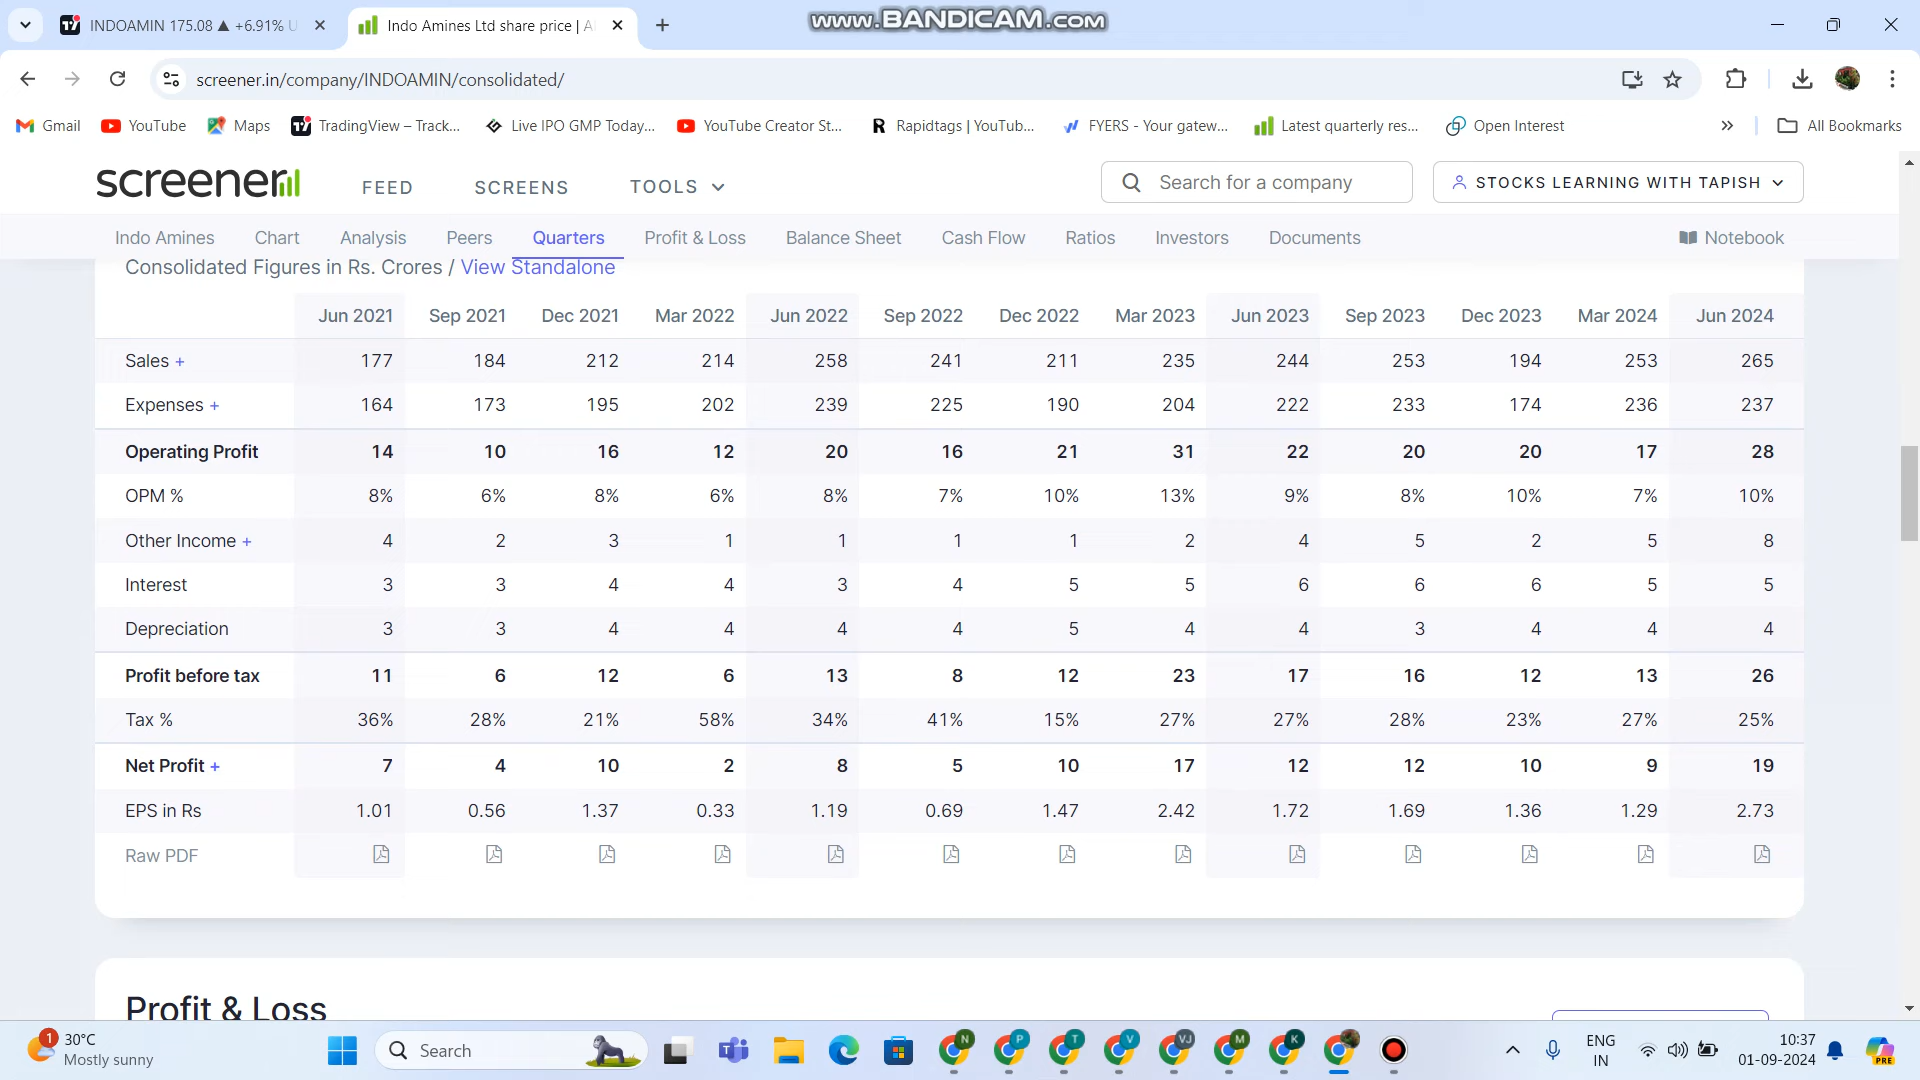 INDOAMIN 175.08 ▲ +6.91% U
Indo Amines Ltd share price | A
www.BANDICAM.com
screener.in/company/INDOAMIN/consolidated/
Gmail YouTube Maps TradingView – Track... Live IPO GMP Today,... YouTube Creator St... Rapidtags | YouTub... FYERS - Your gatew... Latest quarterly res... Open Interest » All Bookmarks
screener FEED SCREENS TOOLS Search for a company STOCKS LEARNING WITH TAPISH
Indo Amines Chart Analysis Peers Quarters Profit & Loss Balance Sheet Cash Flow Ratios Investors Documents Notebook
Consolidated Figures in Rs. Crores / View Standalone
Jun 2021 Sep 2021 Dec 2021 Mar 2022 Jun 2022 Sep 2022 Dec 2022 Mar 2023 Jun 2023 Sep 2023 Dec 2023 Mar 2024 Jun 2024
Sales + 177 184 212 214 258 241 211 235 244 253 194 253 265
Expenses + 164 173 195 202 239 225 190 204 222 233 174 236 237
Operating Profit 14 10 16 12 20 16 21 31 22 20 20 17 28
OPM % 8% 6% 8% 6% 8% 7% 10% 13% 9% 8% 10% 7% 10%
Other Income + 4 2 3 1 1 1 1 2 4 5 2 5 8
Interest 3 3 4 4 3 4 5 5 6 6 6 5 5
Depreciation 3 3 4 4 4 4 5 4 4 3 4 4 4
Profit before tax 11 6 12 6 13 8 12 23 17 16 12 13 26
Tax % 36% 28% 21% 58% 34% 41% 15% 27% 27% 28% 23% 27% 25%
Net Profit + 7 4 10 2 8 5 10 17 12 12 10 9 19
EPS in Rs 1.01 0.56 1.37 0.33 1.19 0.69 1.47 2.42 1.72 1.69 1.36 1.29 2.73
Raw PDF
Profit & Loss
1 30°C
Mostly sunny
Search
N P T V VJ M K
ENG
IN
10:37
01-09-2024
PRE